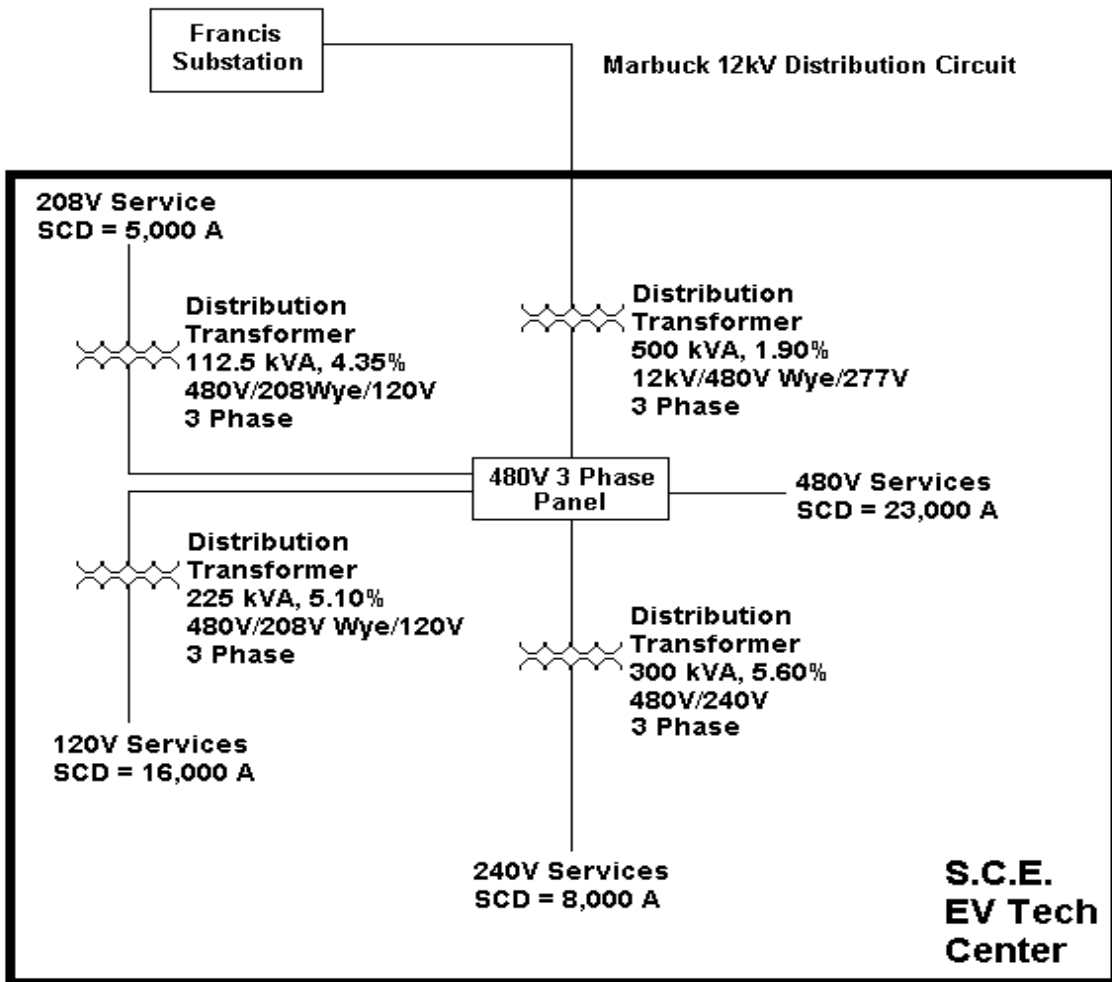 Francis
Substation
Marbuck 12kV Distribution Circuit
208V Service
SCD = 5,000 A
Distribution
Transformer
112.5 kVA, 4.35%
480V/208Wye/120V
3 Phase
Distribution
Transformer
500 kVA, 1.90%
12kV/480V Wye/277V
3 Phase
480V 3 Phase
Panel
480V Services
SCD = 23,000 A
Distribution
Transformer
225 kVA, 5.10%
480V/208V Wye/120V
3 Phase
Distribution
Transformer
300 kVA, 5.60%
480V/240V
3 Phase
120V Services
SCD = 16,000 A
240V Services
SCD = 8,000 A
S.C.E.
EV Tech
Center